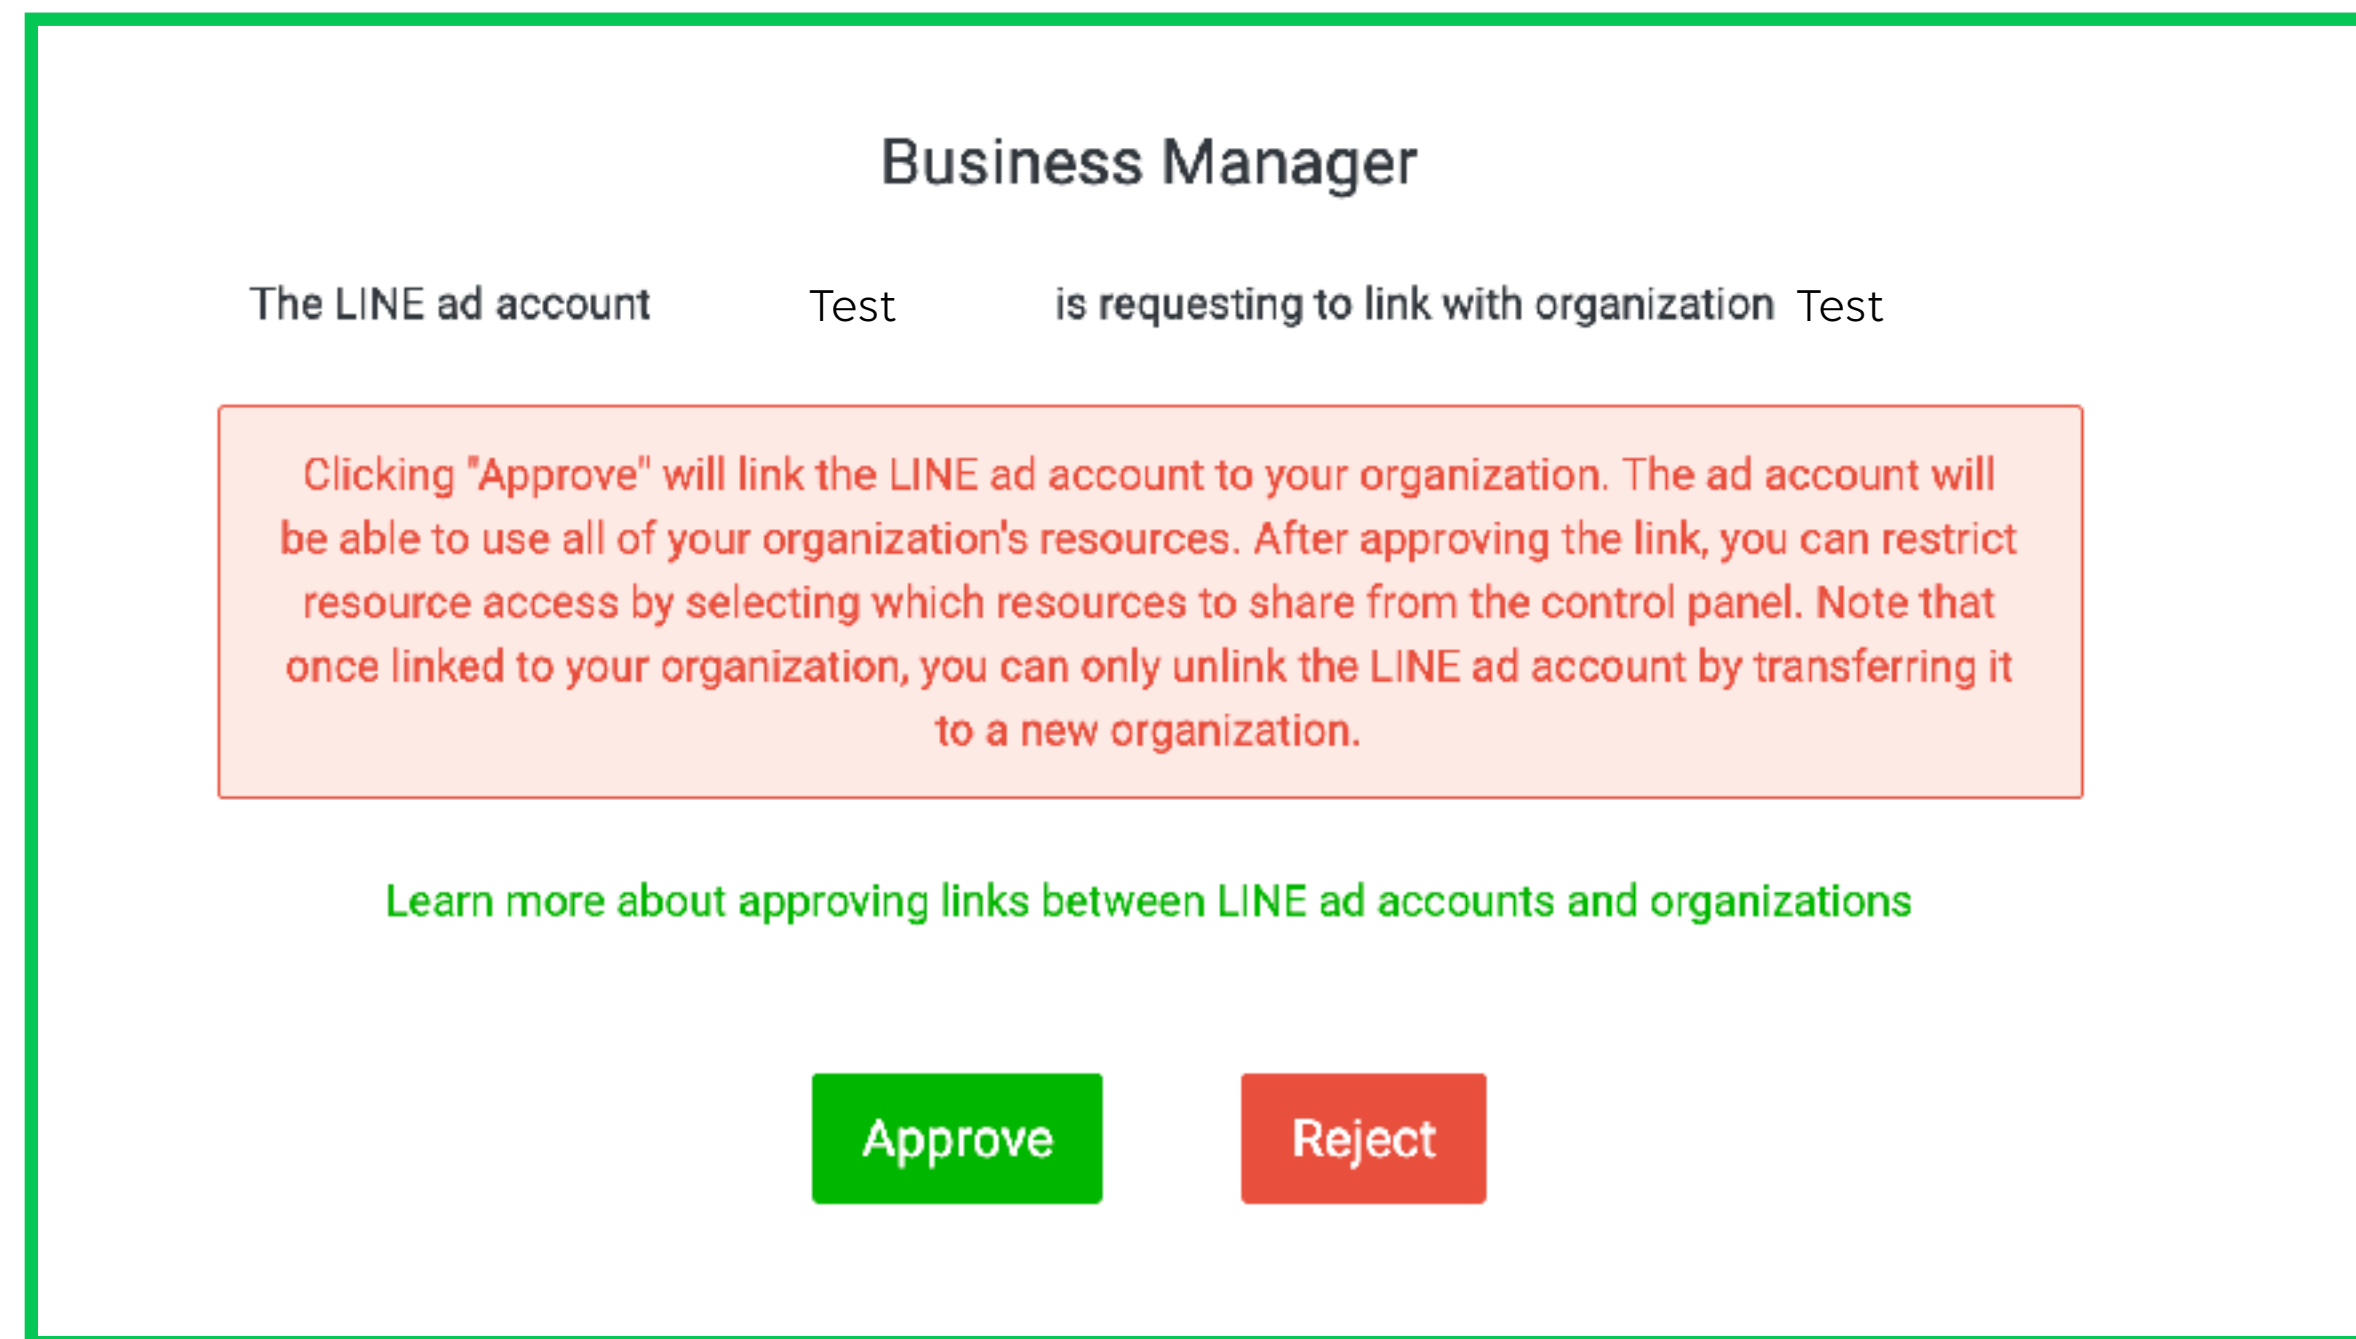 Business Manager
The LINE ad account Test is requesting to link with organization Test
Clicking "Approve" will link the LINE ad account to your organization. The ad account will
be able to use all of your organization's resources. After approving the link, you can restrict
resource access by selecting which resources to share from the control panel. Note that
once linked to your organization, you can only unlink the LINE ad account by transferring it
to a new organization.
Learn more about approving links between LINE ad accounts and organizations
Approve Reject